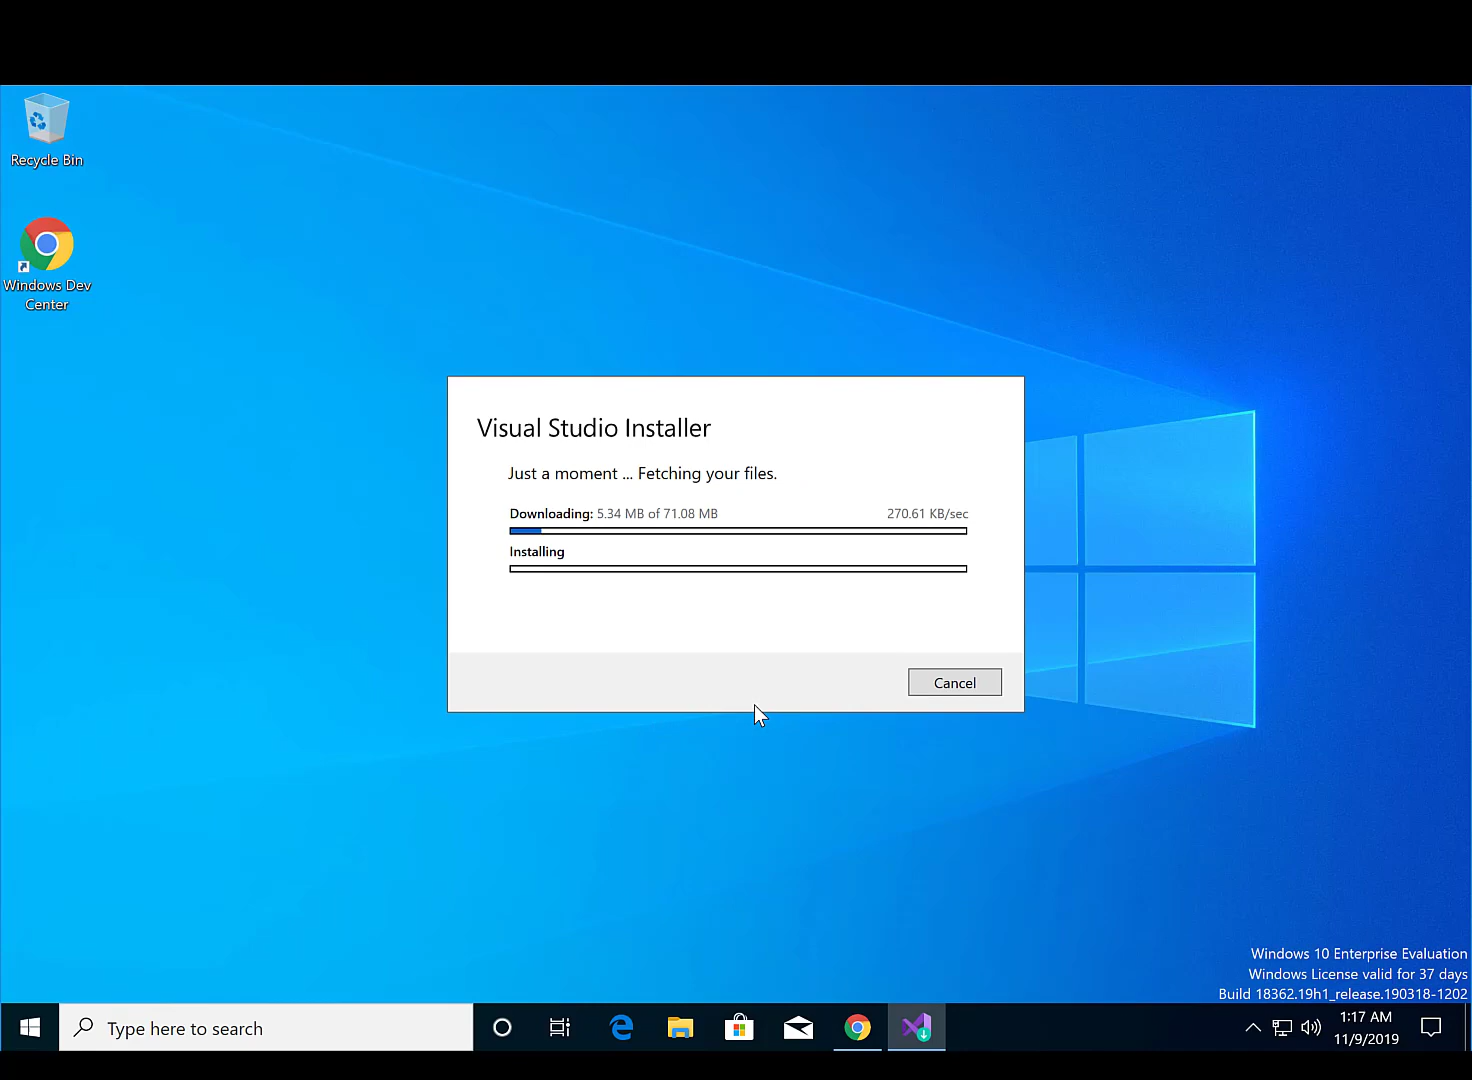 Recycle Bin
Windows Dev
Center
Visual Studio Installer
Just a moment ... Fetching your files.
Downloading: 5.34 MB of 71.08 MB 270.61 KB/sec
Installing
Cancel
Windows 10 Enterprise Evaluation
Windows License valid for 37 days
Build 18362.19h1_release.190318-1202
Type here to search
1:17 AM
11/9/2019